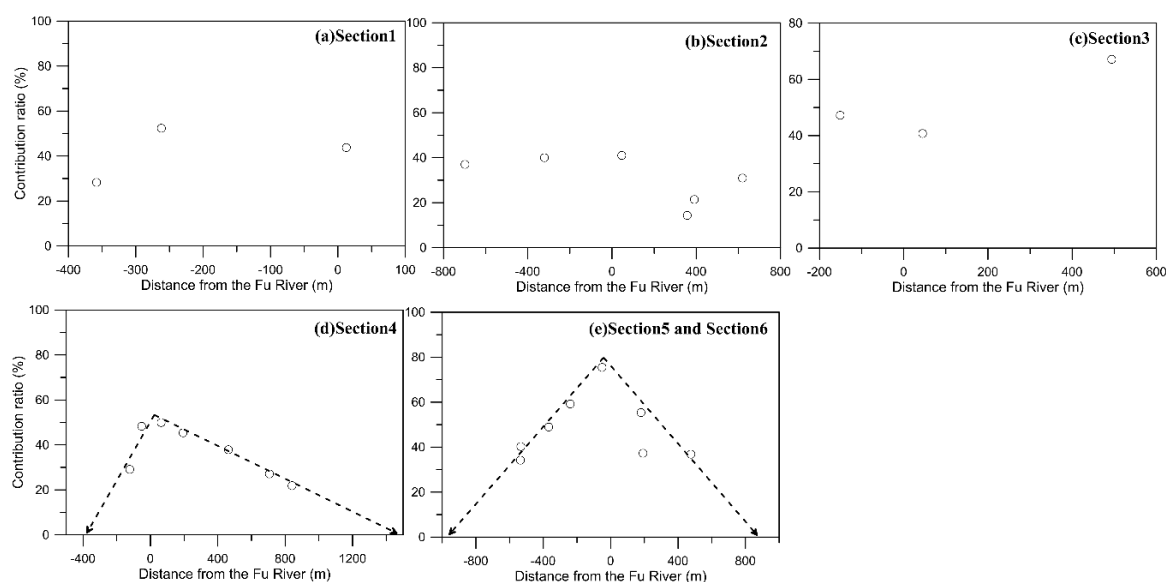 100
80
60
40
20
0
Contribution ratio (%)
(a)Section1
-400 -300 -200 -100 0 100
Distance from the Fu River (m)
100
80
60
40
20
0
(b)Section2
-800 -400 0 400 800
Distance from the Fu River (m)
80
60
40
20
0
(c)Section3
-200 0 200 400 600
Distance from the Fu River (m)
100
80
60
40
20
0
Contribution ratio (%)
(d)Section4
-400 0 400 800 1200
Distance from the Fu River (m)
100
80
60
40
20
0
(e)Section5 and Section6
-800 -400 0 400 800
Distance from the Fu River (m)